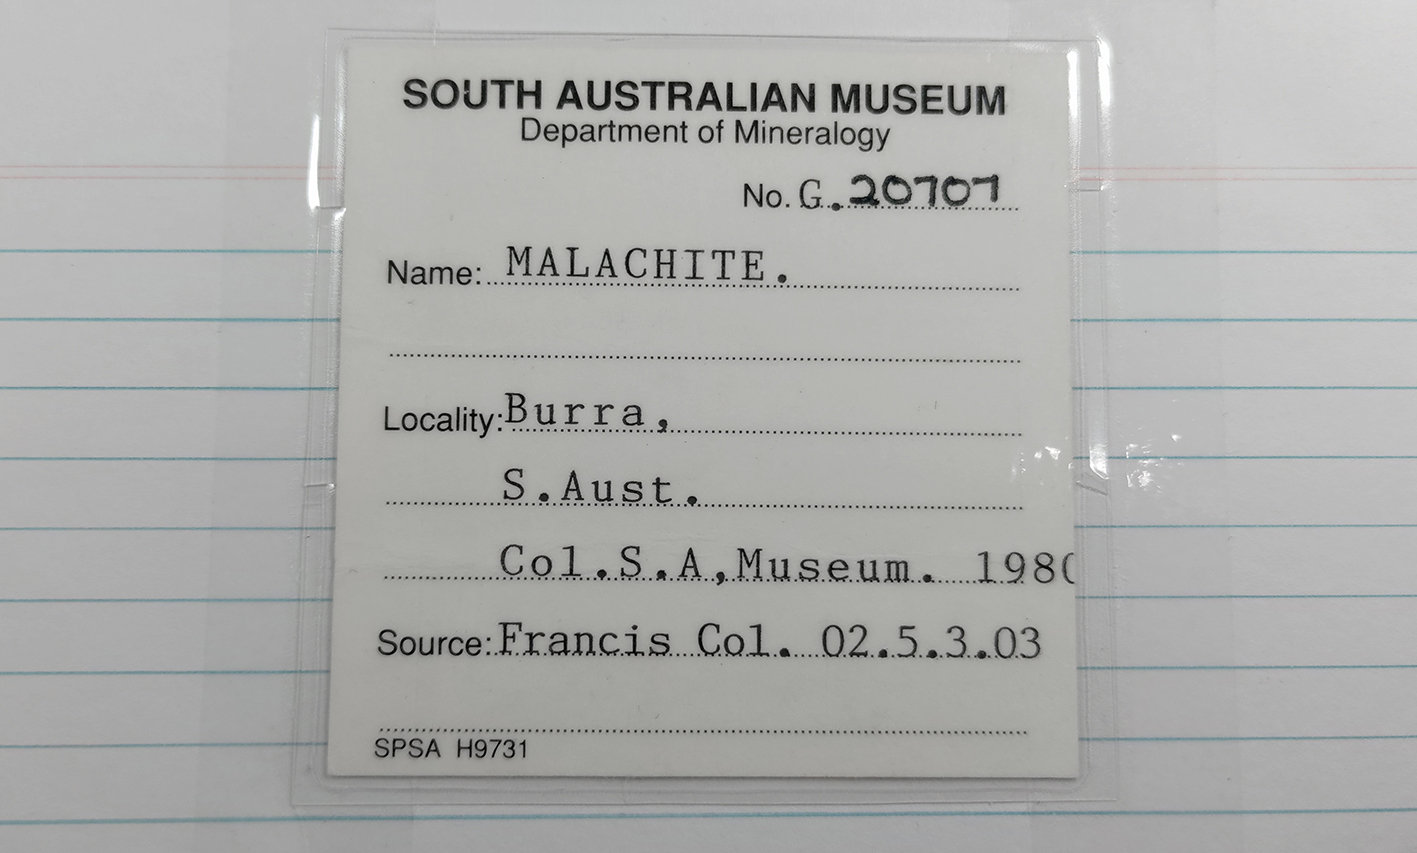 SOUTH AUSTRALIAN MUSEUM
Department of Mineralogy
No. G. 20707
Name: MALACHITE.
Locality: Burra,
S.Aust.
Col.S.A,Museum. 1980
Source: Francis Col. 02.5.3.03
SPSA H9731